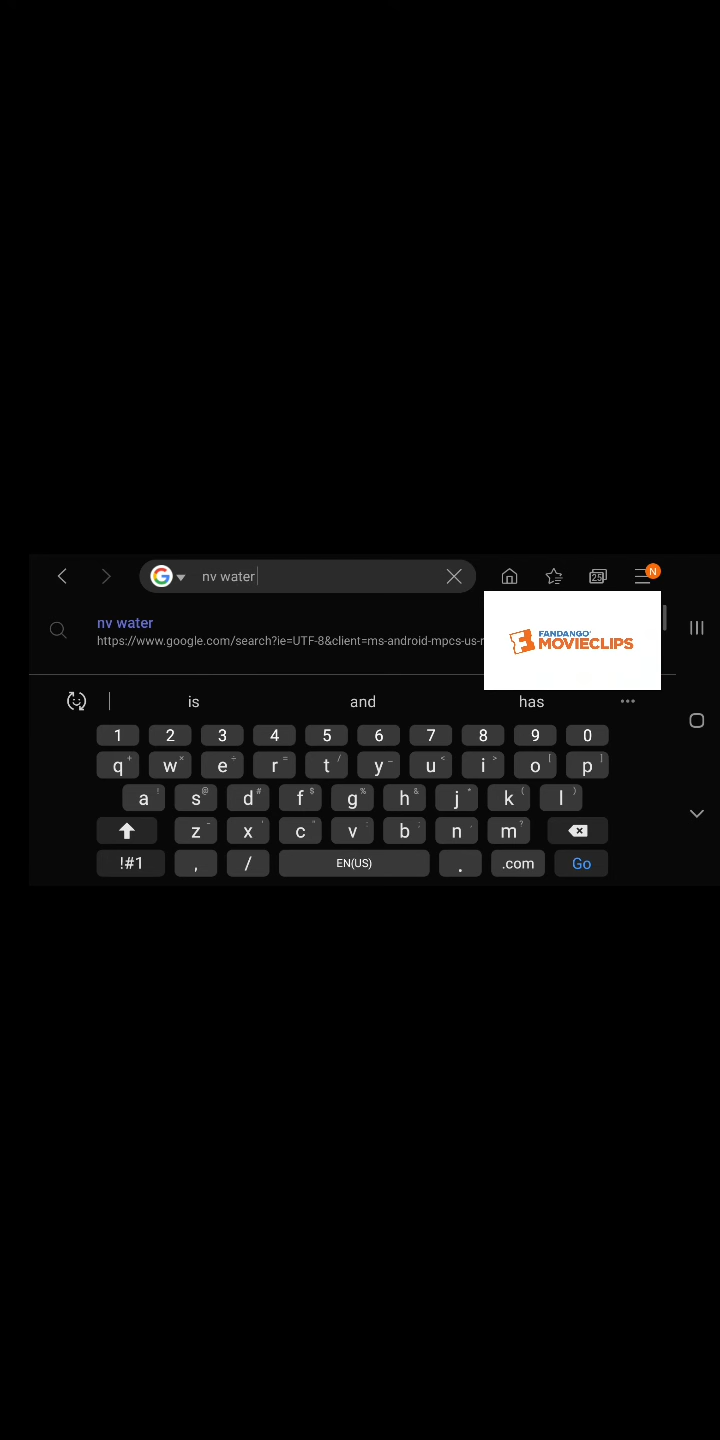 nv water
25
N
nv water
https://www.google.com/search?ie=UTF-8&client=ms-android-mpcs-us-r
FANDANGO
MOVIECLIPS
is and has
1 2 3 4 5 6 7 8 9 0
q w e r t y u i o p
a s d f g h j k l
z x c v b n m
!#1 , / EN(US) . .com Go